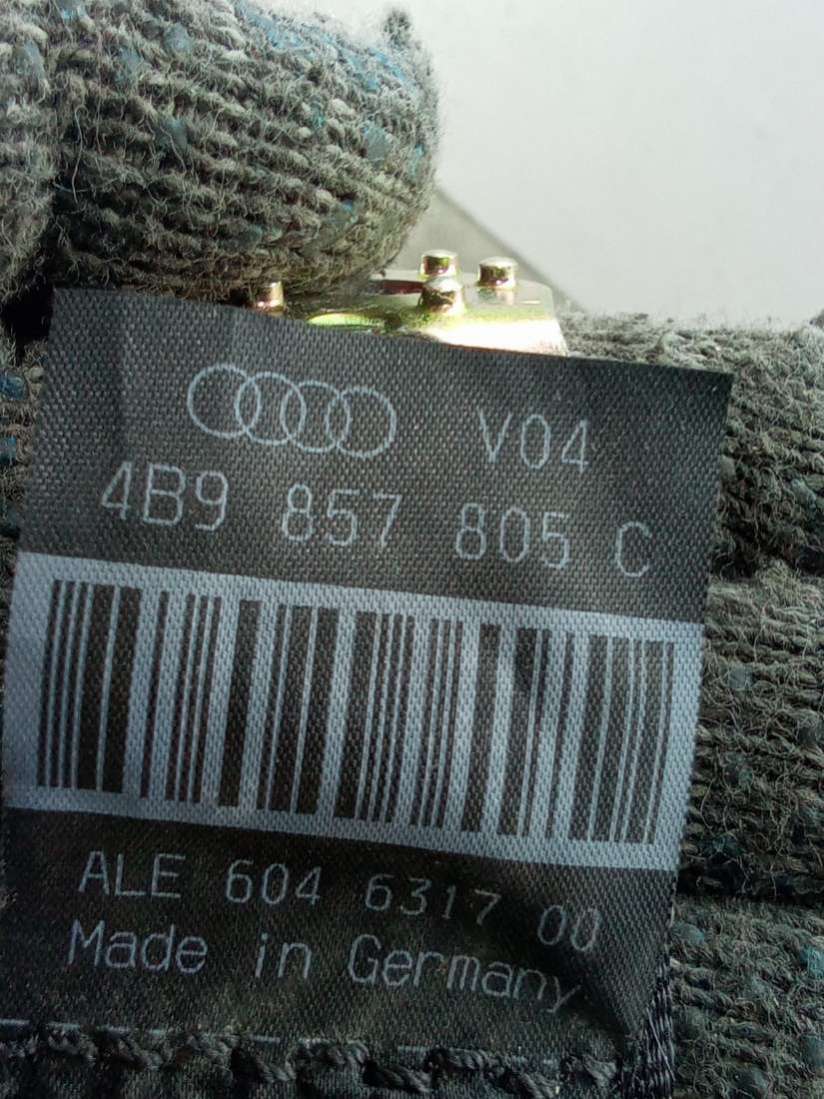 V04
4B9 857 805 C
ALE 604 6317 00
Made in Germany